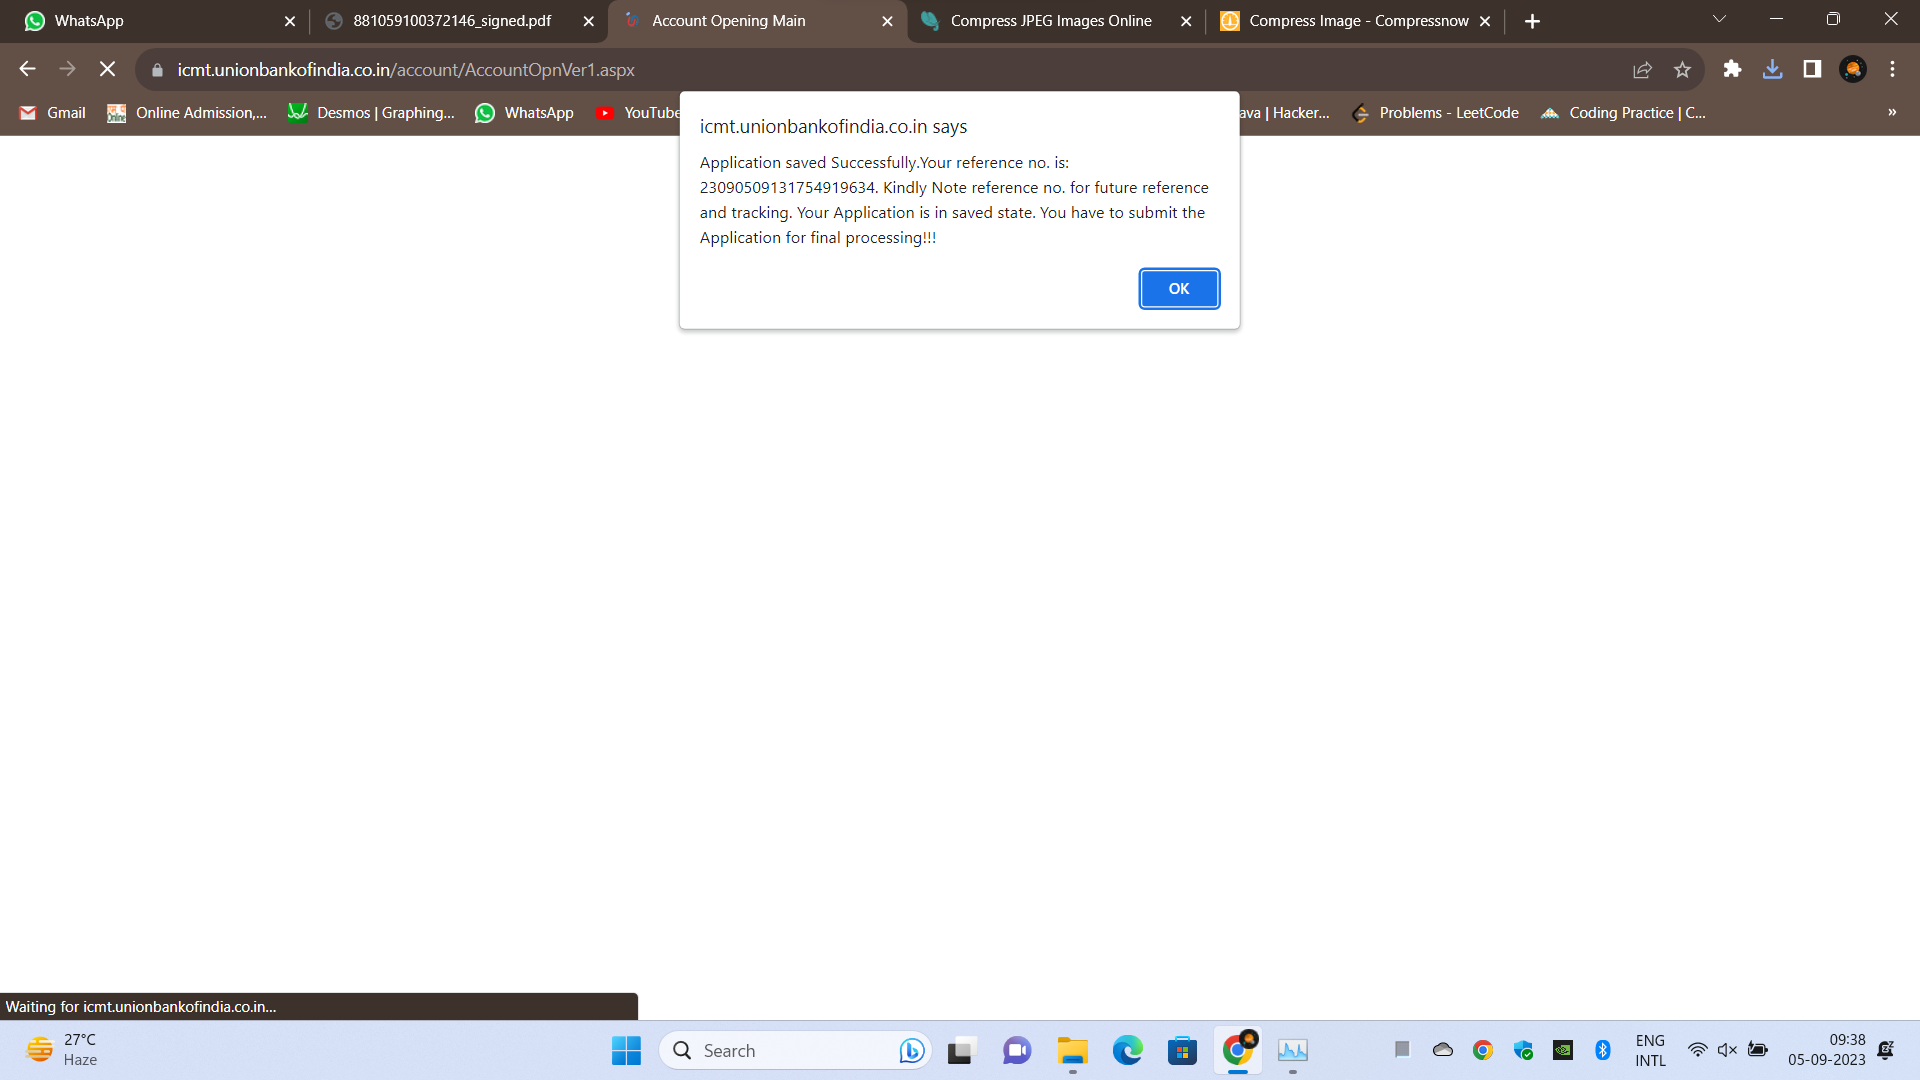 WhatsApp
881059100372146_signed.pdf
Account Opening Main
Compress JPEG Images Online
Compress Image - Compressnow
icmt.unionbankofindia.co.in/account/AccountOpnVer1.aspx
Gmail
Online Admission,...
Desmos | Graphing...
WhatsApp
YouTube
ava | Hacker...
Problems - LeetCode
Coding Practice | C...
»
icmt.unionbankofindia.co.in says
Application saved Successfully.Your reference no. is:
23090509131754919634. Kindly Note reference no. for future reference
and tracking. Your Application is in saved state. You have to submit the
Application for final processing!!!
OK
Waiting for icmt.unionbankofindia.co.in...
27°C
Haze
Search
ENG
INTL
09:38
05-09-2023